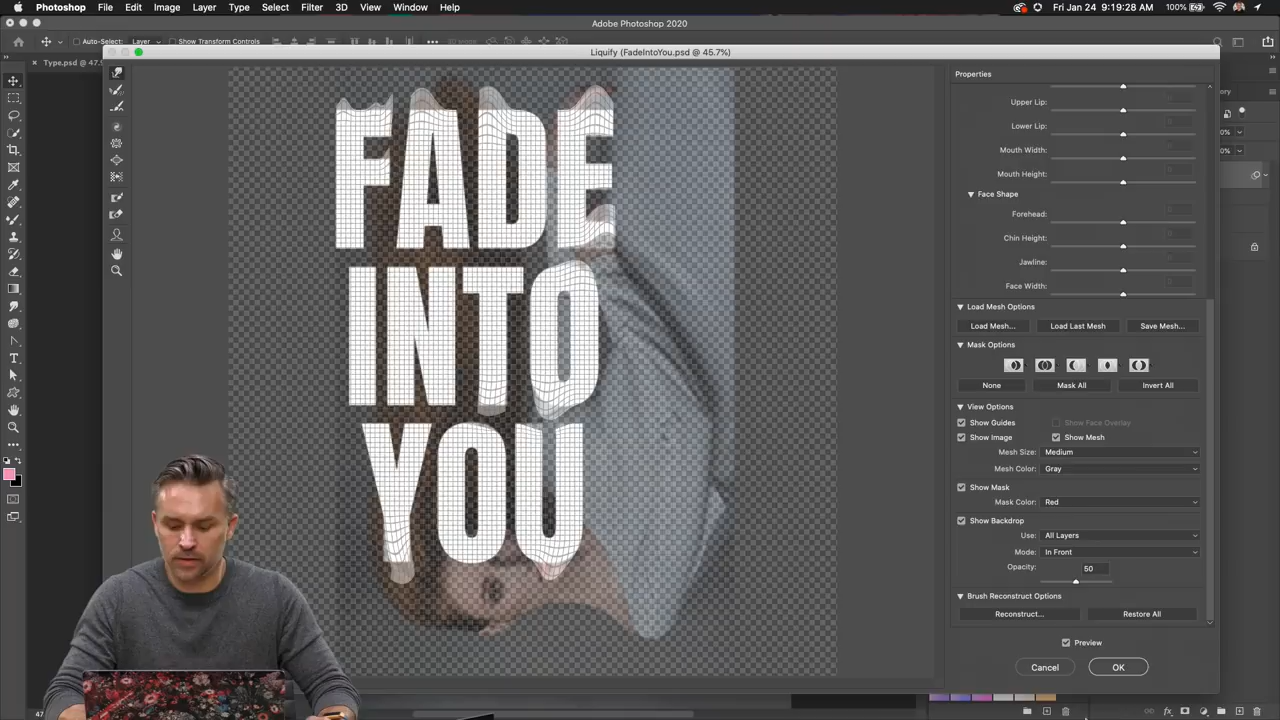 Photoshop File Edit Image Layer Type Select Filter 3D View Window Help 100% Fri Jan 24 9:19:28 AM
Adobe Photoshop 2020
Auto-Select: Layer Show Transform Controls
Type.psd @ 47.
Liquify (FadeIntoYou.psd @ 45.7%)
Properties
Upper Lip:
Lower Lip:
Mouth Width:
Mouth Height:
Face Shape
Forehead:
Chin Height:
Jawline:
Face Width:
Load Mesh Options
Load Mesh... Load Last Mesh Save Mesh...
Mask Options
None Mask All Invert All
View Options
Show Guides Show Face Overlay
Show Image Show Mesh
Mesh Size: Medium
Mesh Color: Gray
Show Mask
Mask Color: Red
Show Backdrop
Use: All Layers
Mode: In Front
Opacity: 50
Brush Reconstruct Options
Reconstruct... Restore All
Preview
Cancel OK
FADE
INTO
YOU
47